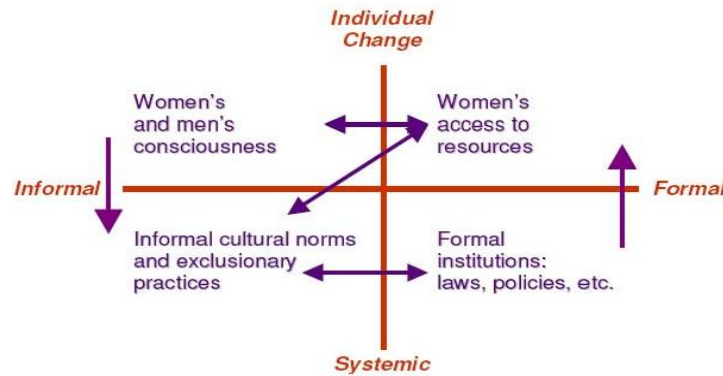 Individual
Change
Women's
and men's
consciousness
Women's
access to
resources
Informal
Formal
Informal cultural norms
and exclusionary
practices
Formal
institutions:
laws, policies, etc.
Systemic